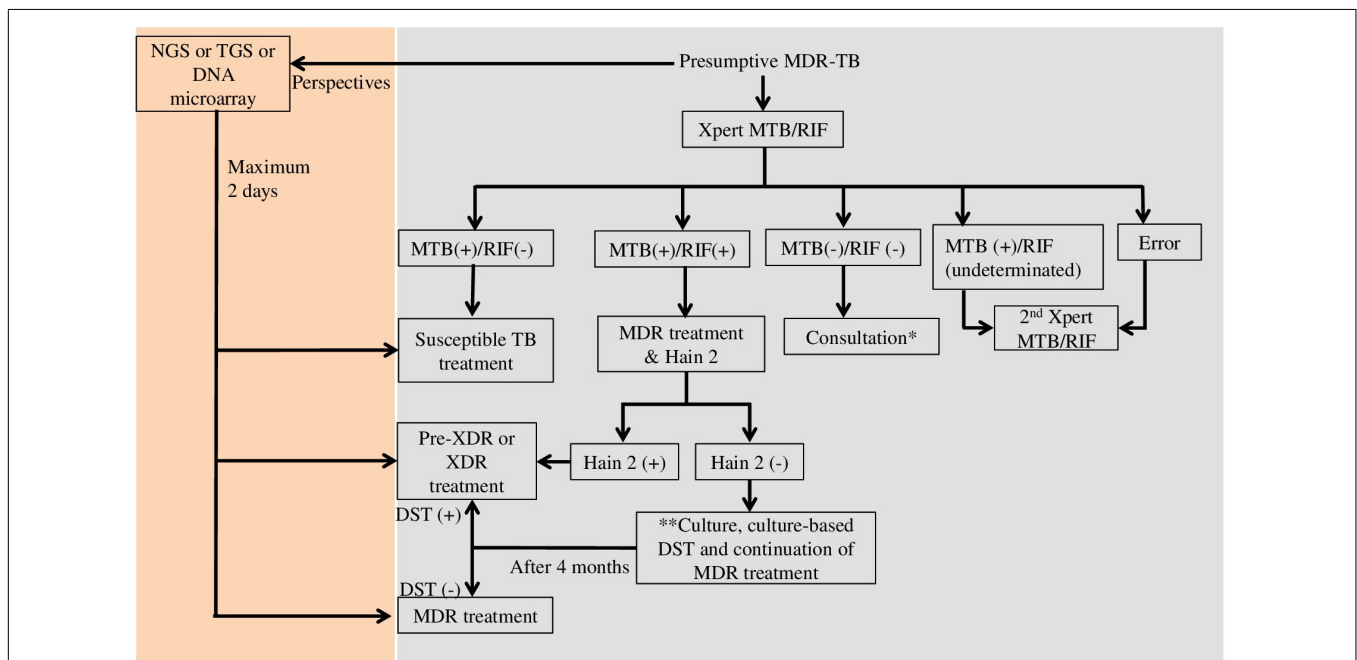 NGS or TGS or
DNA
microarray
Perspectives
Presumptive MDR-TB
Xpert MTB/RIF
Maximum
2 days
MTB(+)/RIF(-)
MTB(+)/RIF(+)
MTB(-)/RIF (-)
MTB (+)/RIF
(undeterminated)
Error
Susceptible TB
treatment
MDR treatment
& Hain 2
Consultation*
2nd Xpert
MTB/RIF
Pre-XDR or
XDR
treatment
Hain 2 (+)
Hain 2 (-)
DST (+)
**Culture, culture-based
DST and continuation of
MDR treatment
After 4 months
DST (-)
MDR treatment